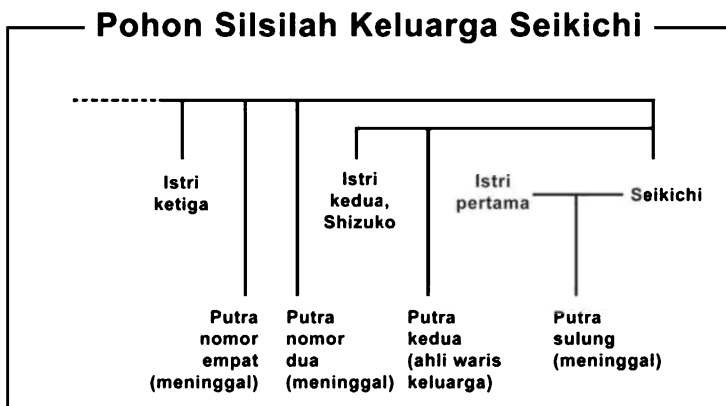 Pohon Silsilah Keluarga Seikichi
Istri
ketiga
Istri
kedua,
Shizuko
Istri
pertama
Seikichi
Putra
nomor
empat
(meninggal)
Putra
nomor
dua
(meninggal)
Putra
kedua
(ahli waris
keluarga)
Putra
sulung
(meninggal)